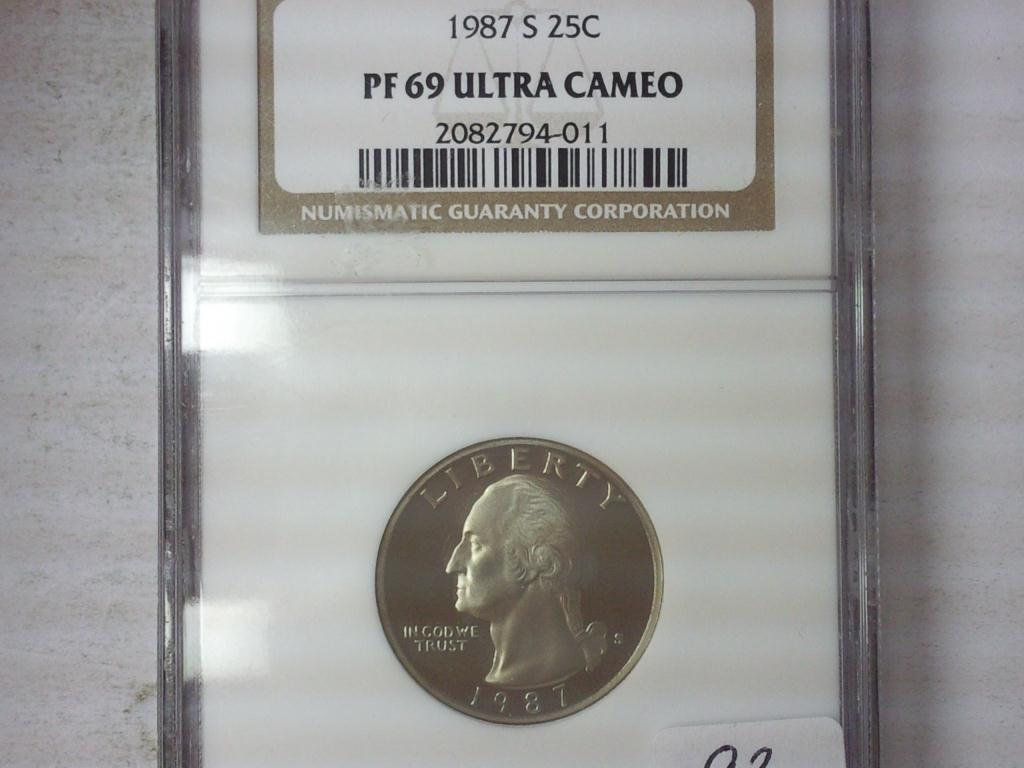 1987 S 25C
PF 69 ULTRA CAMEO
2082794-011
NUMISMATIC GUARANTY CORPORATION
LIBERTY
IN GOD WE
TRUST
S
1987